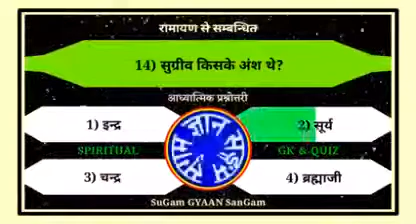 रामायण से सम्बन्धित
14) सुग्रीव किसके अंश थे?
आध्यात्मिक प्रश्नोत्तरी
1) इन्द्र
2) सूर्य
SPIRITUAL
GK & QUIZ
3) चन्द्र
4) ब्रह्माजी
SuGam GYAAN SanGam